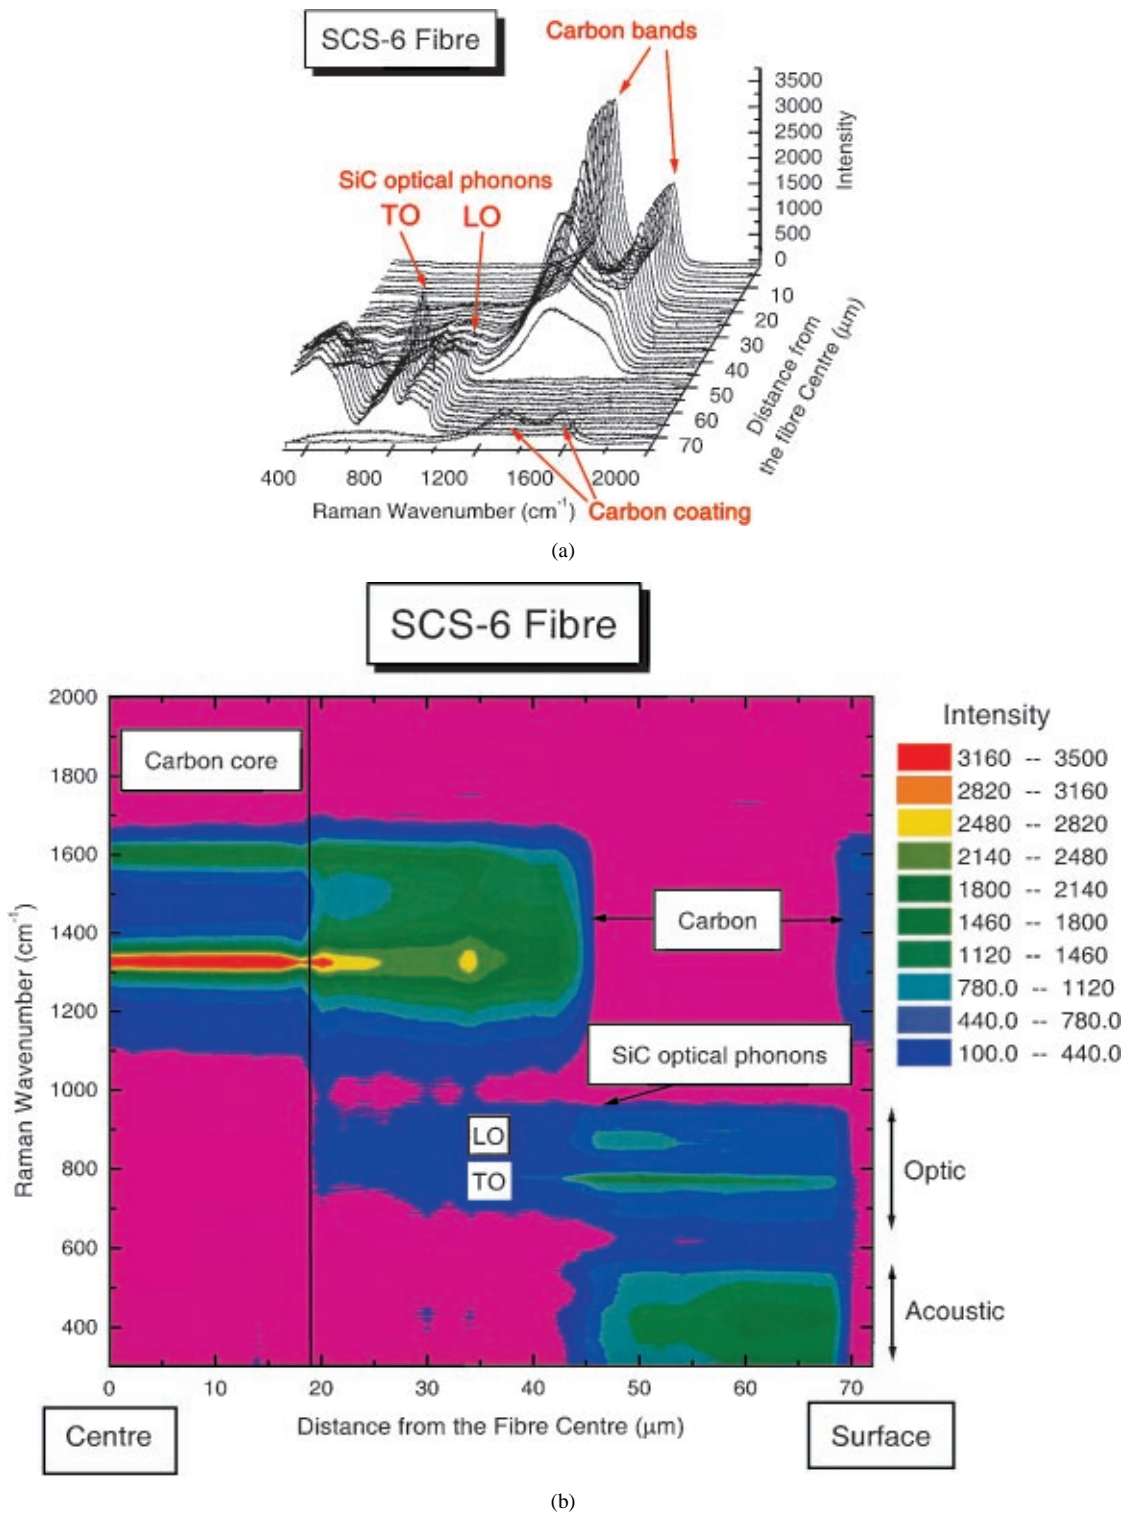 SCS-6 Fibre
Carbon bands
SiC optical phonons
TO LO
3500
3000
2500
2000
1500
1000
500
0
Intensity
10
20
30
40
50
60
70
Distance from
the fibre Centre (μm)
400 800 1200 1600 2000
Raman Wavenumber (cm⁻¹)
Carbon coating
(a)
SCS-6 Fibre
2000
1800
1600
1400
1200
1000
800
600
400
Raman Wavenumber (cm⁻¹)
Carbon core
Carbon
SiC optical phonons
LO
TO
Intensity
3160 -- 3500
2820 -- 3160
2480 -- 2820
2140 -- 2480
1800 -- 2140
1460 -- 1800
1120 -- 1460
780.0 -- 1120
440.0 -- 780.0
100.0 -- 440.0
Optic
Acoustic
0 10 20 30 40 50 60 70
Distance from the Fibre Centre (μm)
Centre
Surface
(b)